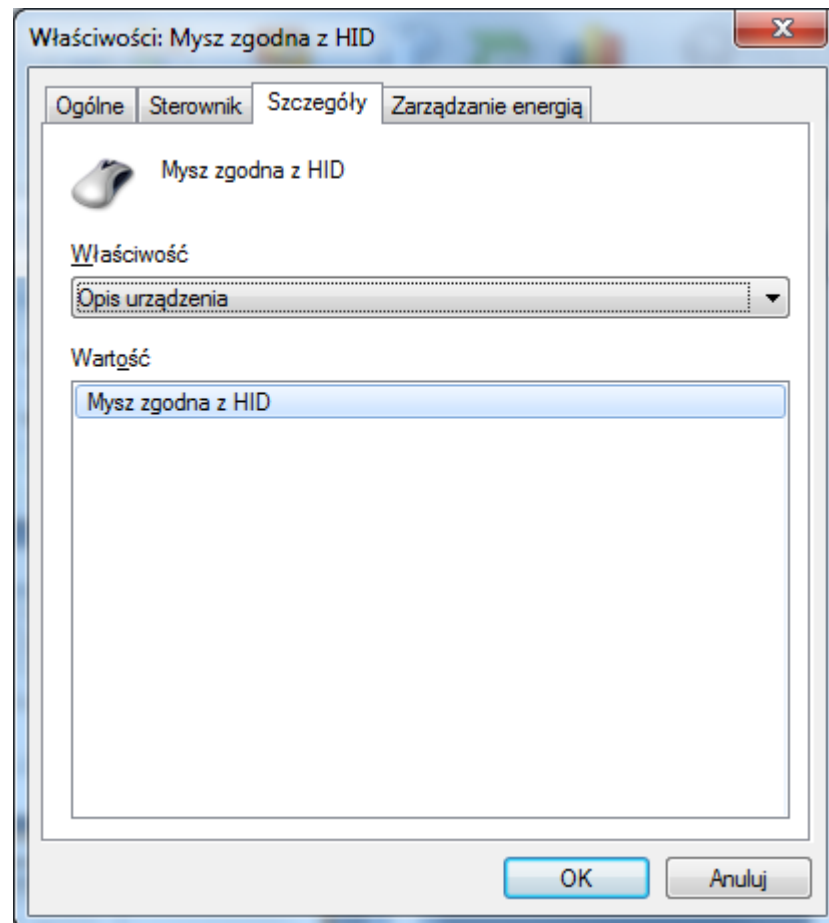 Właściwości: Mysz zgodna z HID
Ogólne Sterownik Szczegóły Zarządzanie energią
Mysz zgodna z HID
Właściwość
Opis urządzenia
Wartość
Mysz zgodna z HID
OK Anuluj